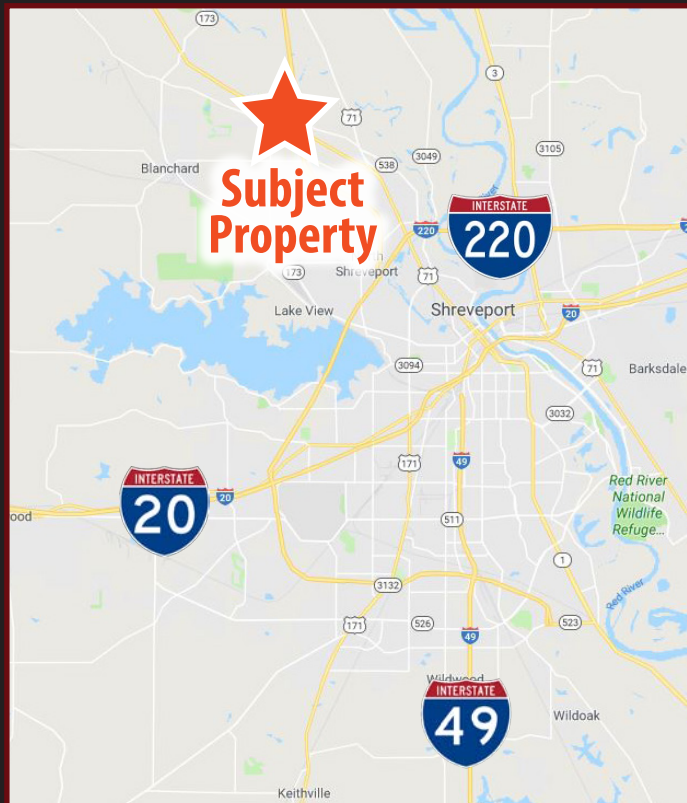 173
3
71
3049
3105
538
Blanchard
Subject
Property
River
INTERSTATE
220
220
173
Shreveport
71
Lake View
Shreveport
20
3094
71
Barksdale
3032
171
49
INTERSTATE
20
20
ood
Red River
National
Wildlife
Refuge...
511
1
3132
Red River
171
526
523
49
Wildwood
INTERSTATE
49
Wildoak
Keithville